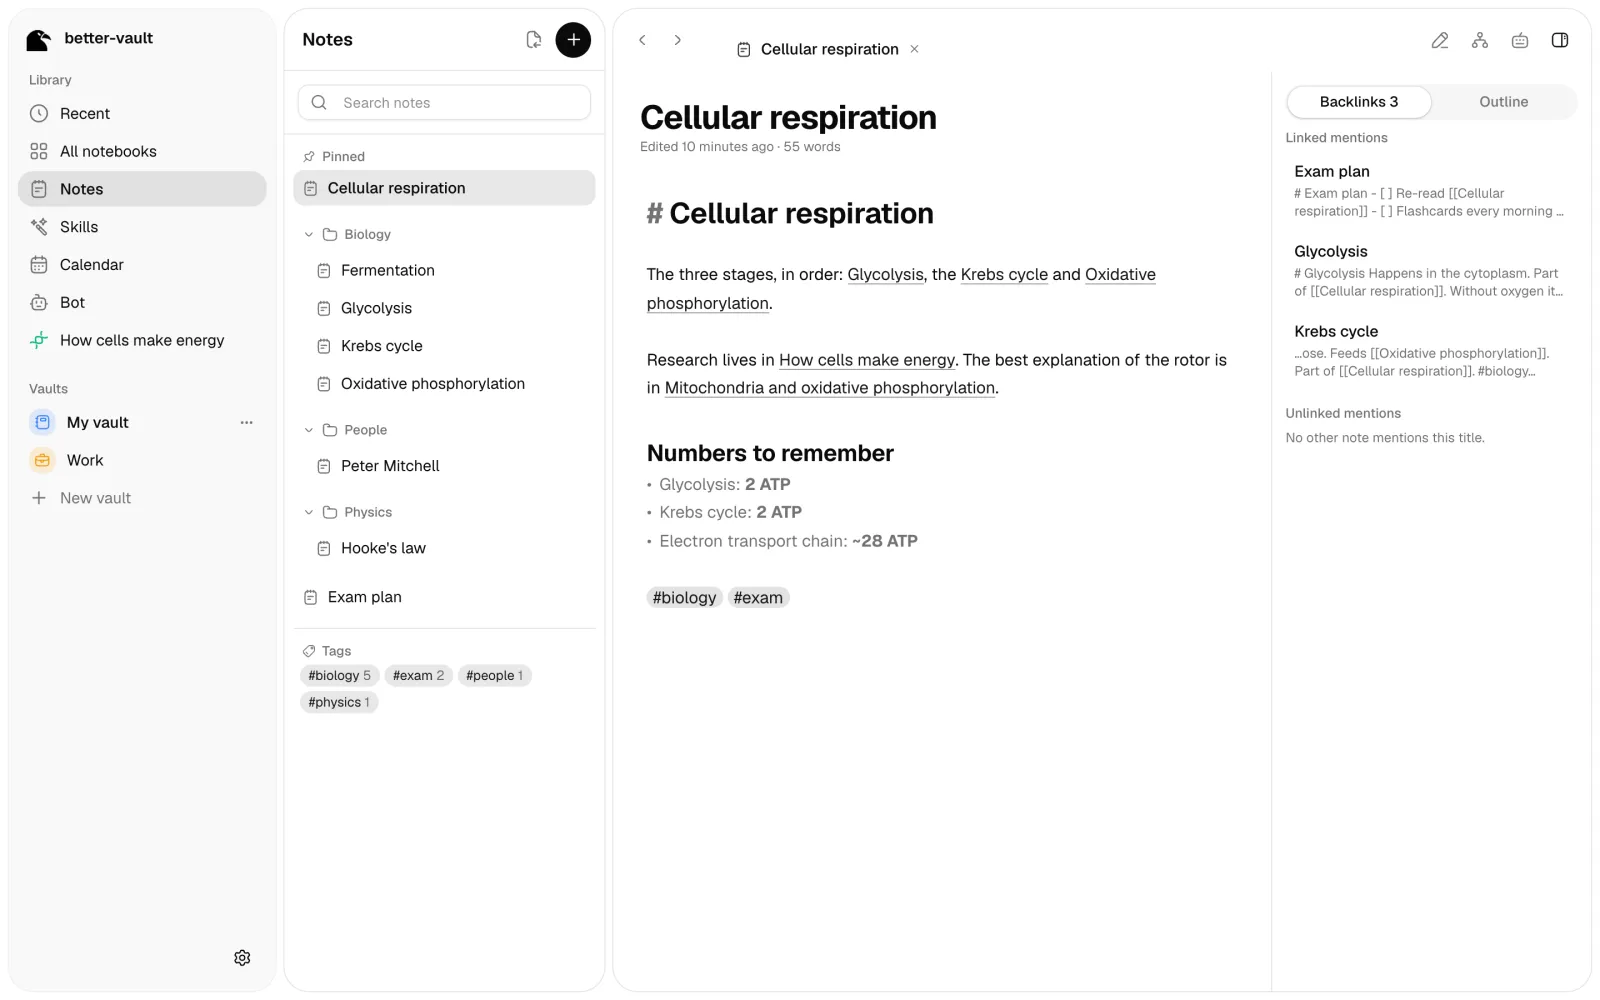 better-vault
Library
Recent
All notebooks
Notes
Skills
Calendar
Bot
How cells make energy
Vaults
My vault
Work
New vault
Notes
Search notes
Pinned
Cellular respiration
Biology
Fermentation
Glycolysis
Krebs cycle
Oxidative phosphorylation
People
Peter Mitchell
Physics
Hooke's law
Exam plan
Tags
#biology 5 #exam 2 #people 1
#physics 1
Cellular respiration
Cellular respiration
Edited 10 minutes ago · 55 words
# Cellular respiration
The three stages, in order: Glycolysis, the Krebs cycle and Oxidative
phosphorylation.
Research lives in How cells make energy. The best explanation of the rotor is
in Mitochondria and oxidative phosphorylation.
Numbers to remember
• Glycolysis: 2 ATP
• Krebs cycle: 2 ATP
• Electron transport chain: ~28 ATP
#biology #exam
Backlinks 3 Outline
Linked mentions
Exam plan
# Exam plan - [ ] Re-read [[Cellular
respiration]] - [ ] Flashcards every morning ...
Glycolysis
# Glycolysis Happens in the cytoplasm. Part
of [[Cellular respiration]]. Without oxygen it...
Krebs cycle
...ose. Feeds [[Oxidative phosphorylation]].
Part of [[Cellular respiration]]. #biology...
Unlinked mentions
No other note mentions this title.